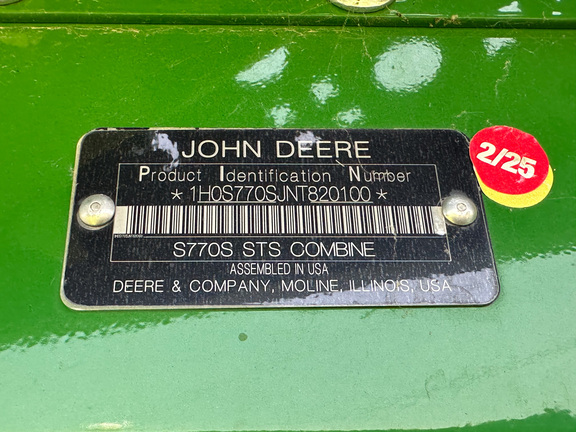 JOHN DEERE
Product Identification Number
* 1H0S770SJNT820100 *
S770S STS COMBINE
ASSEMBLED IN USA
DEERE & COMPANY, MOLINE, ILLINOIS, USA
2/25